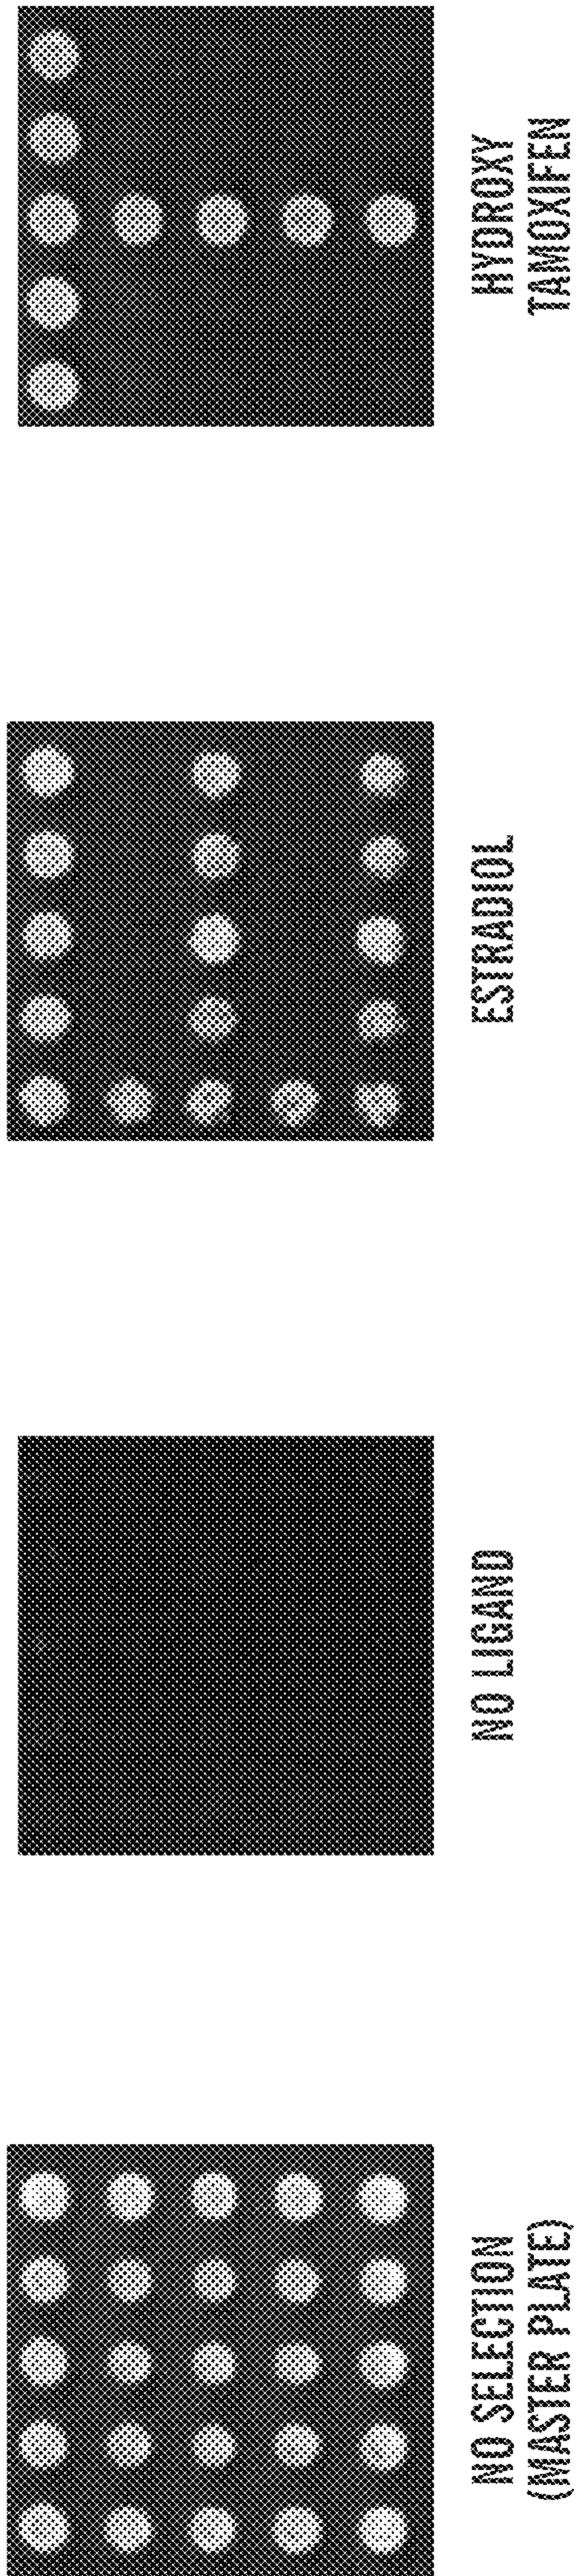 NO SELECTION
(MASTER PLATE)
NO LIGAND
ESTRADIOL
HYDROXY
TAMOXIFEN